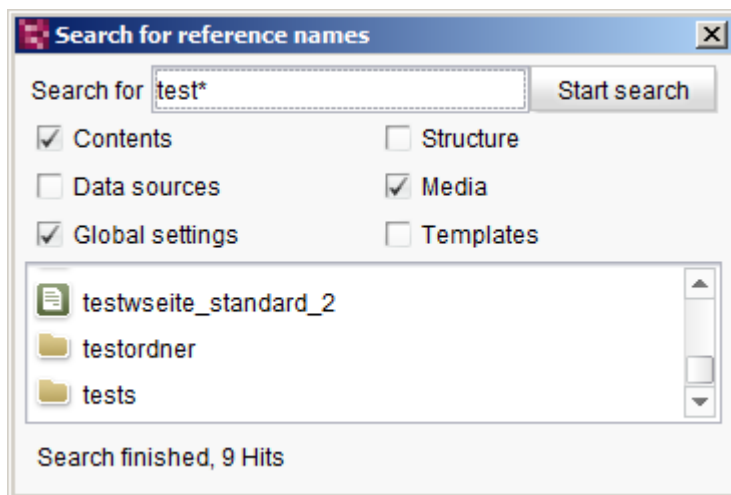 Search for reference names
Search for test* Start search
Contents Structure
Data sources Media
Global settings Templates
testwseite_standard_2
testordner
tests
Search finished, 9 Hits